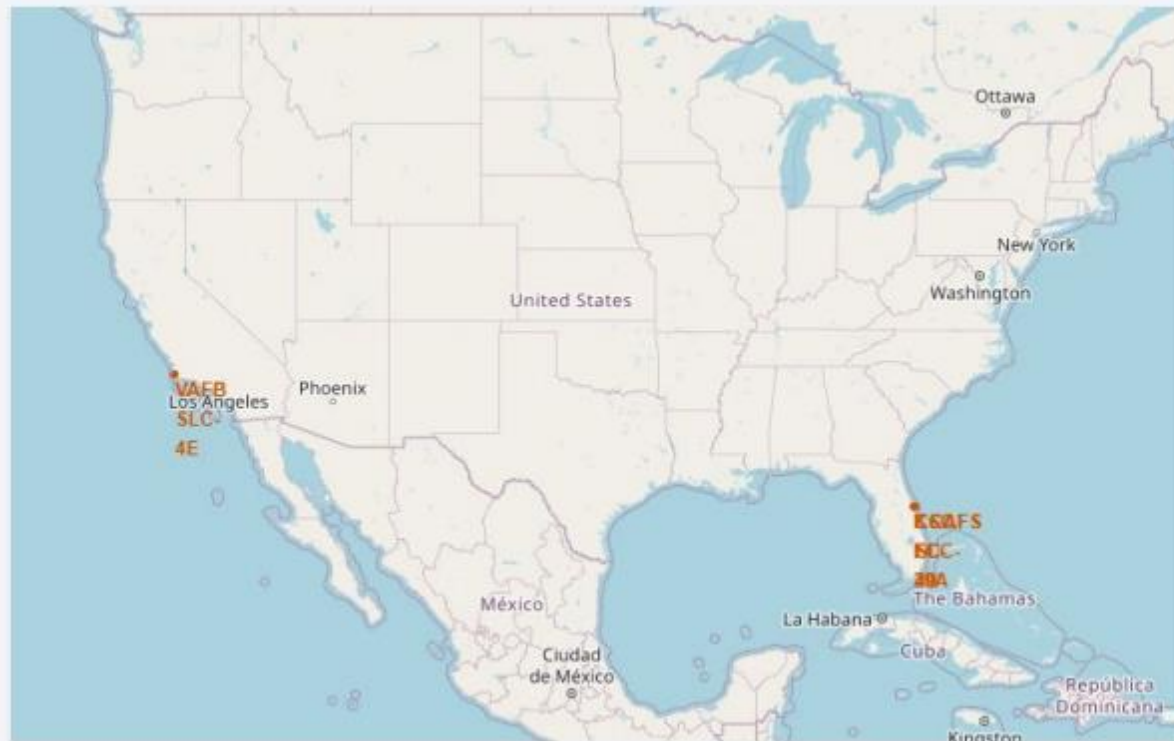 Ottawa
New York
Washington
United States
VAFB
Los Angeles
SLC-
4E
Phoenix
The Bahamas
México
La Habana
Cuba
Ciudad
de México
República
Dominicana
Kingston